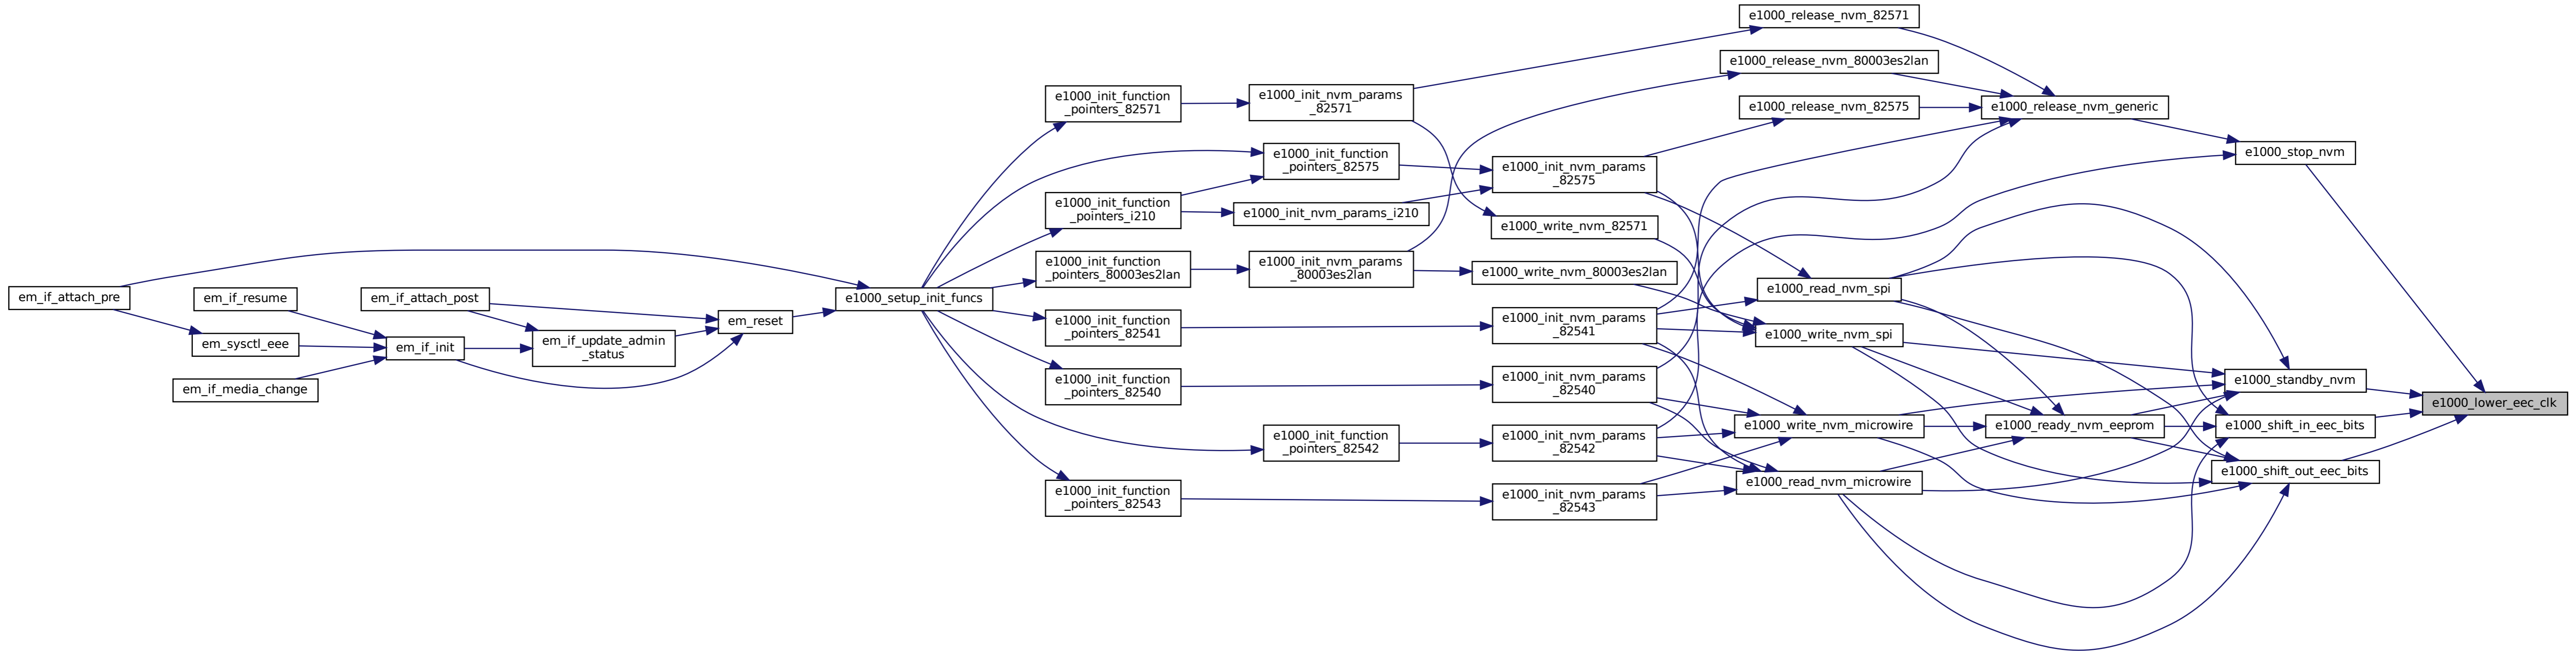 em_if_attach_pre
em_if_resume
em_sysctl_eee
em_if_media_change
em_if_attach_post
em_if_init
em_if_update_admin
_status
em_reset
e1000_setup_init_funcs
e1000_init_function
_pointers_82571
e1000_init_function
_pointers_82575
e1000_init_function
_pointers_i210
e1000_init_function
_pointers_80003es2lan
e1000_init_function
_pointers_82541
e1000_init_function
_pointers_82540
e1000_init_function
_pointers_82542
e1000_init_function
_pointers_82543
e1000_init_nvm_params
_82571
e1000_init_nvm_params_i210
e1000_init_nvm_params
_80003es2lan
e1000_init_nvm_params
_82575
e1000_write_nvm_82571
e1000_write_nvm_80003es2lan
e1000_init_nvm_params
_82541
e1000_init_nvm_params
_82540
e1000_init_nvm_params
_82542
e1000_init_nvm_params
_82543
e1000_release_nvm_82571
e1000_release_nvm_80003es2lan
e1000_release_nvm_82575
e1000_read_nvm_spi
e1000_write_nvm_spi
e1000_write_nvm_microwire
e1000_read_nvm_microwire
e1000_release_nvm_generic
e1000_ready_nvm_eeprom
e1000_stop_nvm
e1000_standby_nvm
e1000_shift_in_eec_bits
e1000_shift_out_eec_bits
e1000_lower_eec_clk